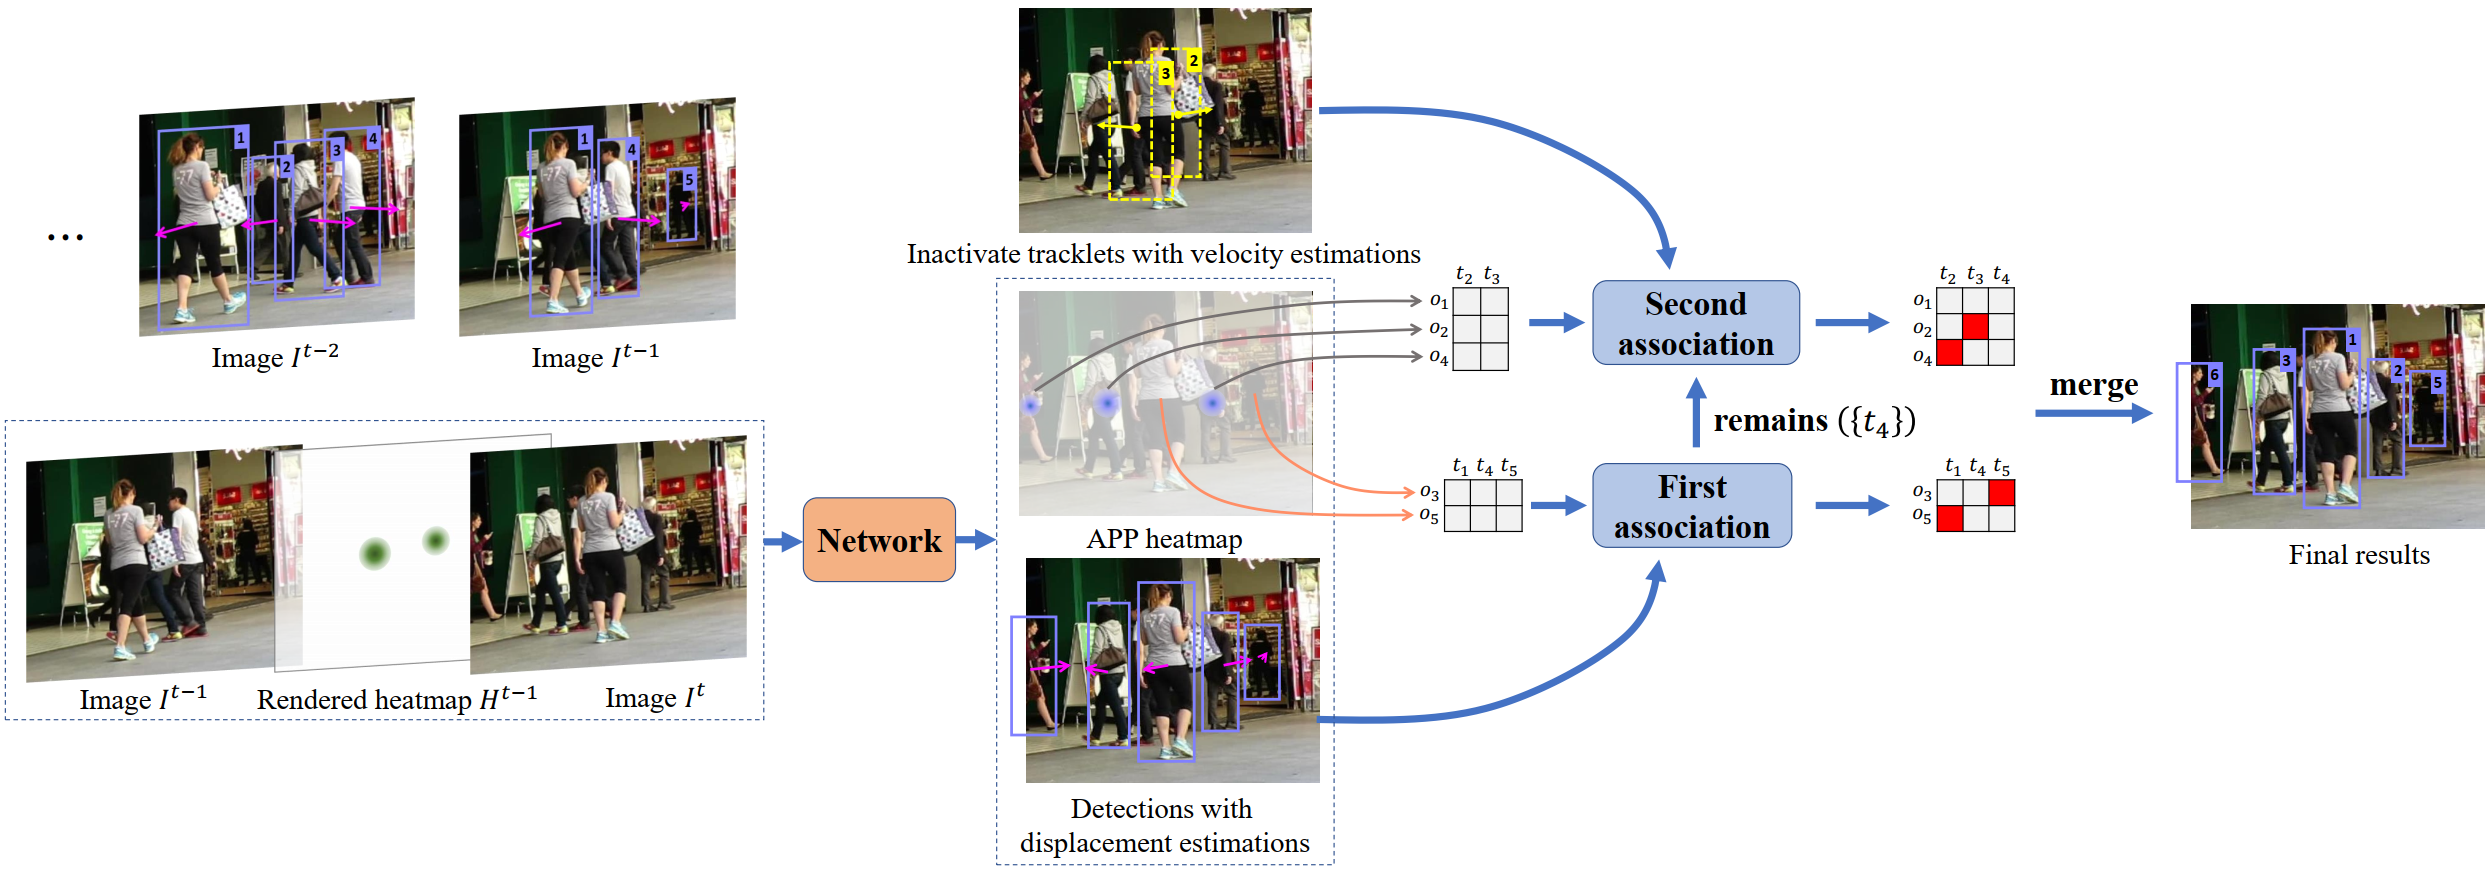 1
2
3
4
1
4
5
...
Image I^{t−2}
Image I^{t−1}
3
2
Inactivate tracklets with velocity estimations
t_2 t_3
o_1
o_2
o_4
Second
association
t_2 t_3 t_4
o_1
o_2
o_4
remains ({t_4})
merge
6
3
1
2
5
Final results
Image I^{t−1}
Rendered heatmap H^{t−1}
Image I^t
Network
APP heatmap
t_1 t_4 t_5
o_3
o_5
First
association
t_1 t_4 t_5
o_3
o_5
Detections with
displacement estimations